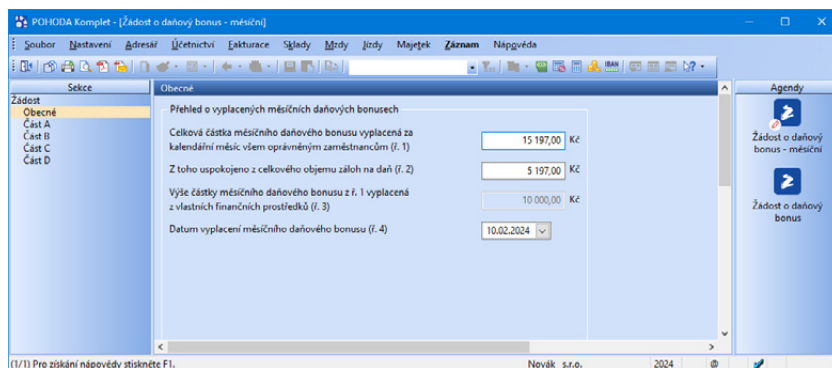 POHODA Komplet - [Žádost o daňový bonus - měsíční]
Soubor Nastavení Adresář Účetnictví Fakturace Sklady Mzdy Jízdy Majetek Záznam Nápověda
Sekce
Žádost
Obecné
Část A
Část B
Část C
Část D
Obecné
Přehled o vyplacených měsíčních daňových bonusech
Celková částka měsíčního daňového bonusu vyplacená za
kalendářní měsíc všem oprávněným zaměstnancům (ř. 1) 15 197,00 Kč
Z toho uspokojeno z celkového objemu záloh na daň (ř. 2) 5 197,00 Kč
Výše částky měsíčního daňového bonusu z ř. 1 vyplacená
z vlastních finančních prostředků (ř. 3) 10 000,00 Kč
Datum vyplacení měsíčního daňového bonusu (ř. 4) 10.02.2024
Agendy
Žádost o daňový
bonus - měsíční
Žádost o daňový
bonus
(1/1) Pro získání nápovědy stiskněte F1. Novák s.r.o. 2024 @